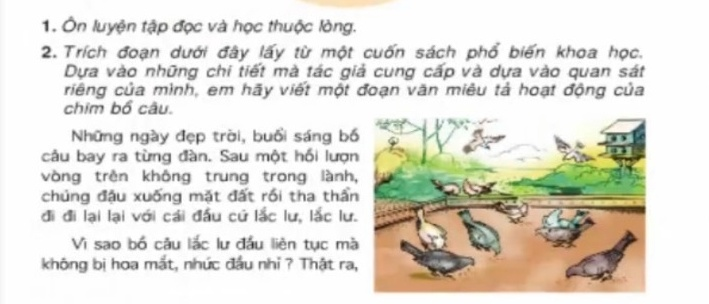 1. Ôn luyện tập đọc và học thuộc lòng.
2. Trích đoạn dưới đây lấy từ một cuốn sách phổ biến khoa học.
Dựa vào những chi tiết mà tác giả cung cấp và dựa vào quan sát
riêng của mình, em hãy viết một đoạn văn miêu tả hoạt động của
chim bồ câu.
Những ngày đẹp trời, buổi sáng bồ
câu bay ra từng đàn. Sau một hồi lượn
vòng trên không trung trong lành,
chúng đậu xuống mặt đất rồi tha thẩn
đi đi lại lại với cái đầu cứ lắc lư, lắc lư.
Vì sao bồ câu lắc lư đầu liên tục mà
không bị hoa mắt, nhức đầu nhỉ ? Thật ra,